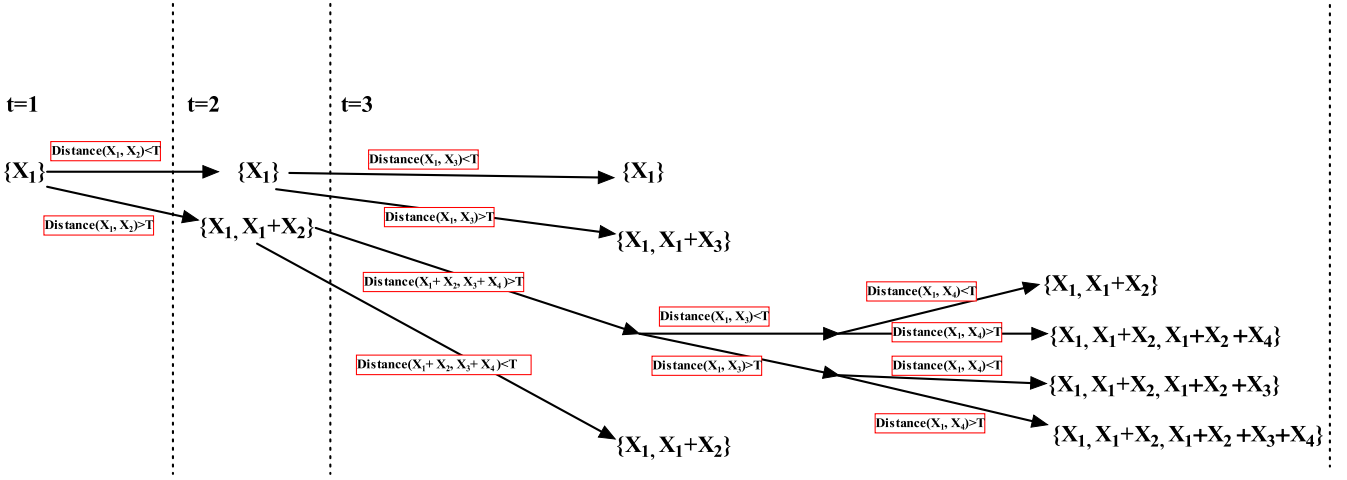 t=1
t=2
t=3
Distance(X₁, X₂)<T
Distance(X₁, X₃)<T
{X₁}
{X₁}
{X₁}
Distance(X₁, X₂)>T
Distance(X₁, X₃)>T
{X₁, X₁+X₂}
{X₁, X₁+X₃}
Distance(X₁+ X₂, X₃+ X₄ )>T
Distance(X₁, X₄)<T
{X₁, X₁+X₂}
Distance(X₁, X₃)<T
Distance(X₁, X₄)>T
{X₁, X₁+X₂, X₁+X₂ +X₄}
Distance(X₁+ X₂, X₃+ X₄ )<T
Distance(X₁, X₃)>T
Distance(X₁, X₄)<T
{X₁, X₁+X₂, X₁+X₂ +X₃}
Distance(X₁, X₄)>T
{X₁, X₁+X₂, X₁+X₂ +X₃+X₄}
{X₁, X₁+X₂}